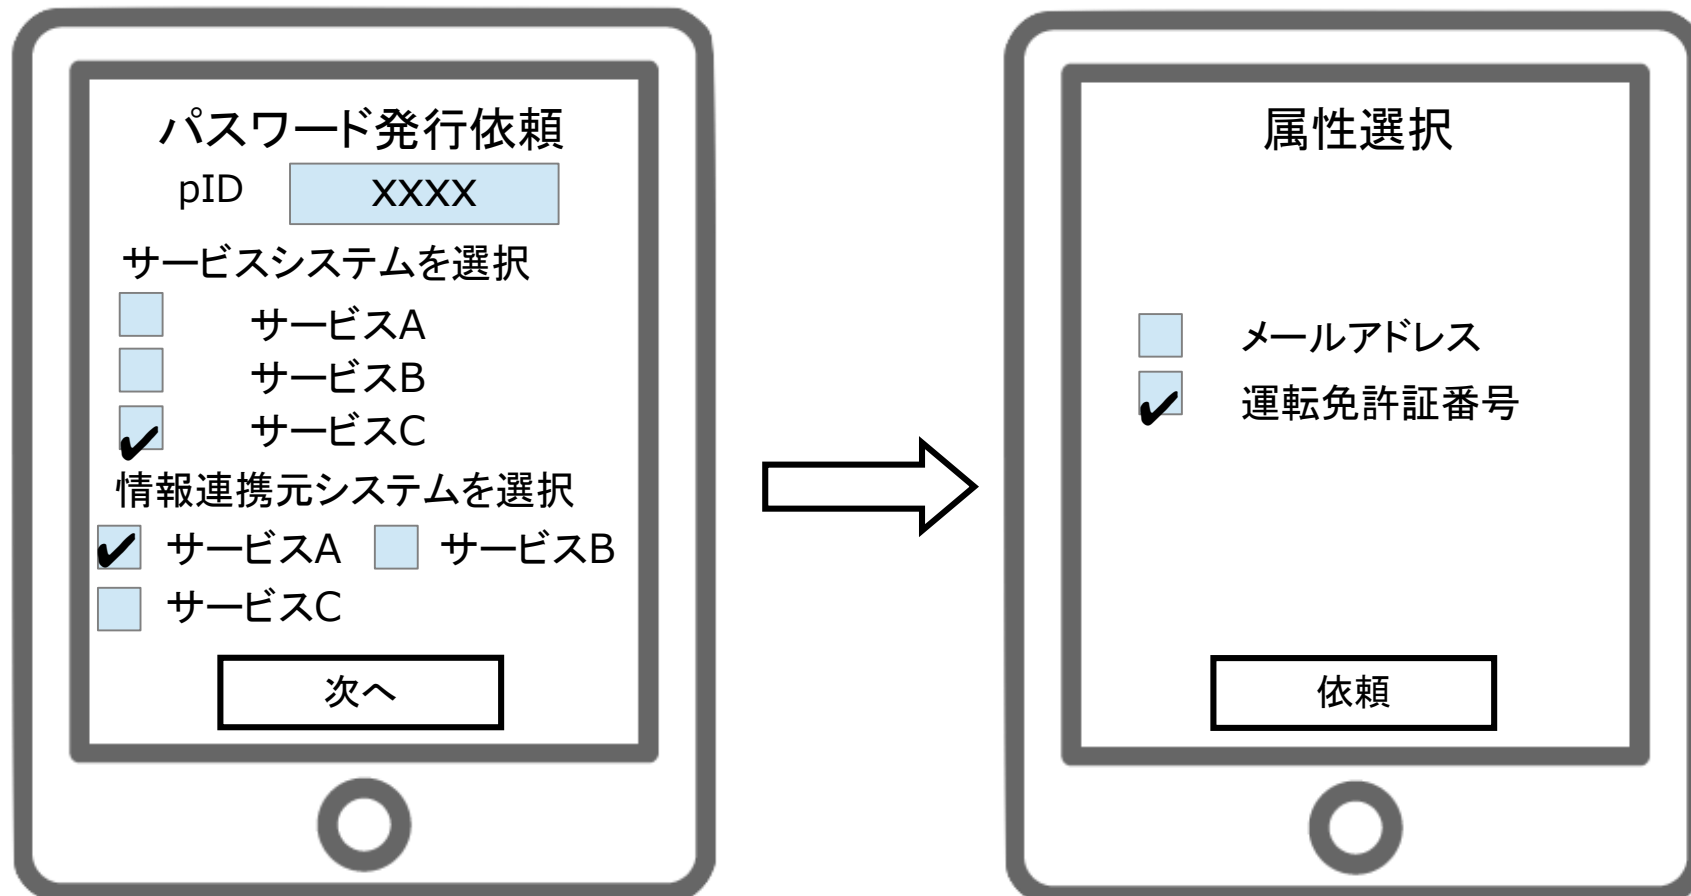 パスワード発行依頼
pID XXXX
サービスシステムを選択
サービスA
サービスB
サービスC
情報連携元システムを選択
サービスA サービスB
サービスC
次へ
属性選択
メールアドレス
運転免許証番号
依頼